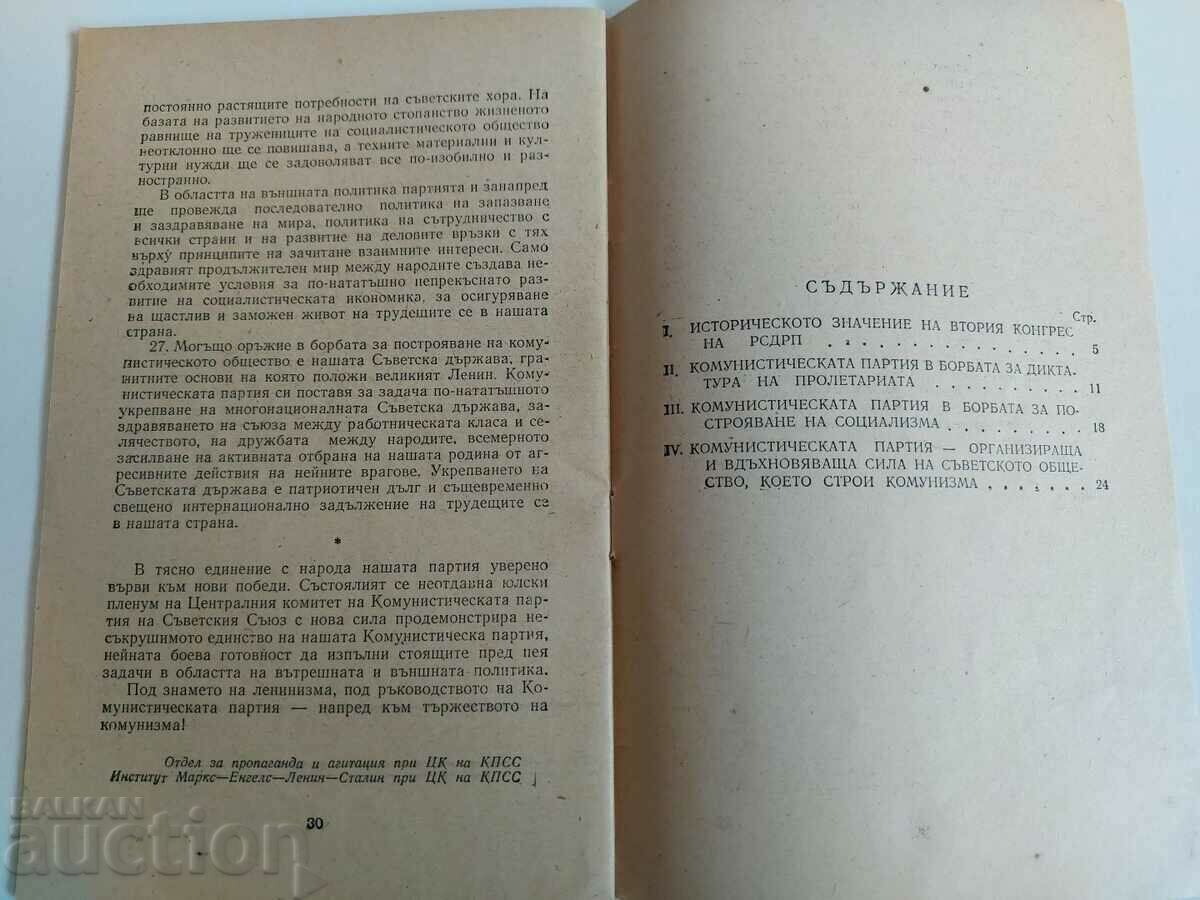 постоянно растящите потребности на съветските хора. На
базата на развитието на народното стопанство жизненото
равнище на тружениците на социалистическото общество
неотклонно ще се повишава, а техните материални и кул-
турни нужди ще се задоволяват все по-изобилно и раз-
ностранно.
В областта на външната политика партията и занапред
ще провежда последователно политика на запазване
и заздравяване на мира, политика на сътрудничество с
всички страни и на развитие на деловите връзки с тях
върху принципите на зачитане взаимните интереси. Само
здравият продължителен мир между народите създава не-
обходимите условия за по-нататъшно непрекъснато раз-
витие на социалистическата икономика, за осигуряване
на щастлив и заможен живот на трудещите се в нашата
страна.
27. Могъщо оръжие в борбата за построяване на кому-
нистическото общество е нашата Съветска държава, гра-
нитните основи на която положи великият Ленин. Кому-
нистическата партия си поставя за задача по-нататъшното
укрепване на многонационалната Съветска държава, за-
здравяването на съюза между работническата класа и се-
лячеството, на дружбата между народите, всемерното
засилване на активната отбрана на нашата родина от аг-
ресивните действия на нейните врагове. Укрепването на
Съветската държава е патриотичен дълг и същевременно
свещено интернационално задължение на трудещите се
в нашата страна.
*
В тясно единение с народа нашата партия уверено
върви към нови победи. Състоялият се неотдавна юлски
пленум на Централния комитет на Комунистическата пар-
тия на Съветския Съюз с нова сила продемонстрира не-
съкрушимото единство на нашата Комунистическа партия,
нейната боева готовност да изпълни стоящите пред нея
задачи в областта на вътрешната и външната политика.
Под знамето на ленинизма, под ръководството на Ко-
мунистическата партия — напред към тържеството на
комунизма!
Отдел за пропаганда и агитация при ЦК на КПСС
Институт Маркс—Енгелс—Ленин—Сталин при ЦК на КПСС
30
СЪДЪРЖАНИЕ
Стр.
I. ИСТОРИЧЕСКОТО ЗНАЧЕНИЕ НА ВТОРИЯ КОНГРЕС
НА РСДРП . . . . . . . . . . . . . . 5
II. КОМУНИСТИЧЕСКАТА ПАРТИЯ В БОРБАТА ЗА ДИКТА-
ТУРА НА ПРОЛЕТАРИАТА . . . . . . . . . 11
III. КОМУНИСТИЧЕСКАТА ПАРТИЯ В БОРБАТА ЗА ПО-
СТРОЯВАНЕ НА СОЦИАЛИЗМА . . . . . . . . 18
IV. КОМУНИСТИЧЕСКАТА ПАРТИЯ — ОРГАНИЗИРАЩА
И ВДЪХНОВЯВАЩА СИЛА НА СЪВЕТСКОТО ОБЩЕ-
СТВО, КОЕТО СТРОИ КОМУНИЗМА . . . . . . 24
БALKAN
auction